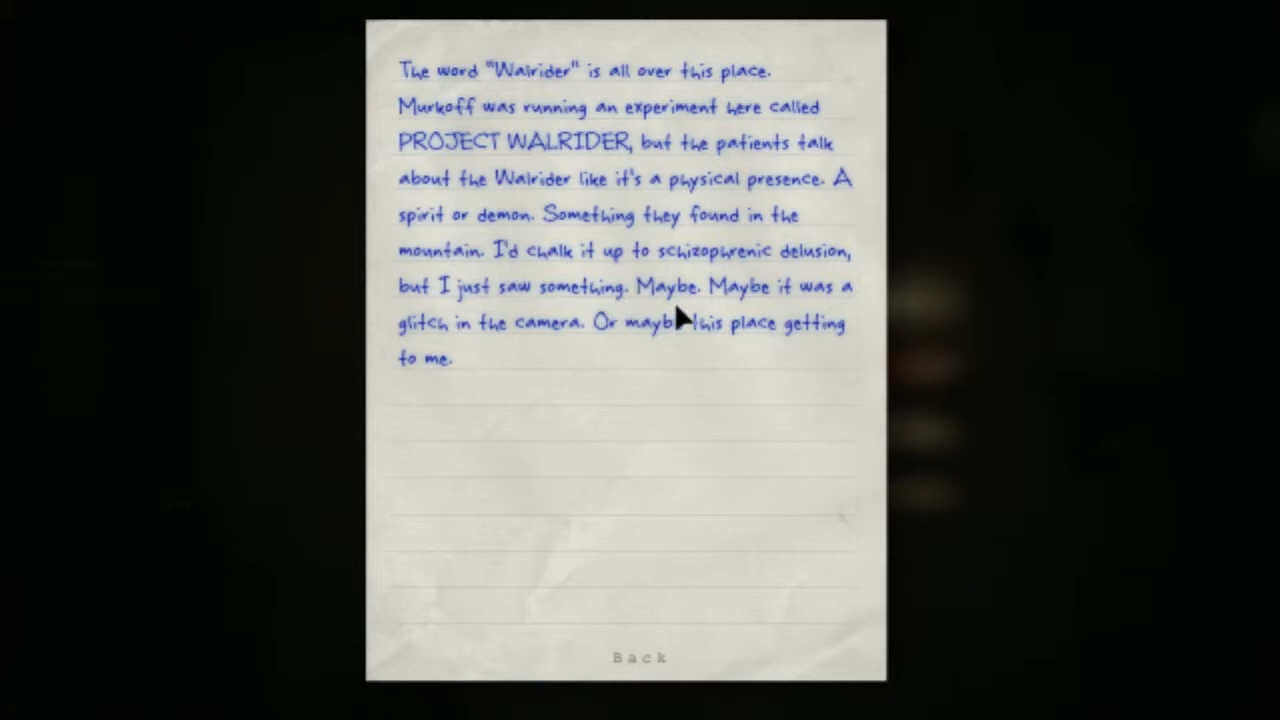 The word "Walrider" is all over this place.
Murkoff was running an experiment here called
PROJECT WALRIDER, but the patients talk
about the Walrider like it's a physical presence. A
spirit or demon. Something they found in the
mountain. I'd chalk it up to schizophrenic delusion,
but I just saw something. Maybe. Maybe it was a
glitch in the camera. Or maybe this place getting
to me.
Back